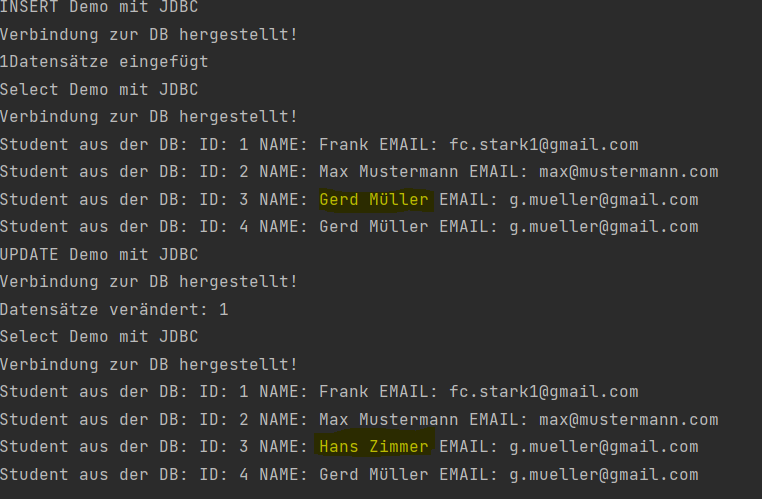 INSERT Demo mit JDBC
Verbindung zur DB hergestellt!
1Datensätze eingefügt
Select Demo mit JDBC
Verbindung zur DB hergestellt!
Student aus der DB: ID: 1 NAME: Frank EMAIL: fc.stark1@gmail.com
Student aus der DB: ID: 2 NAME: Max Mustermann EMAIL: max@mustermann.com
Student aus der DB: ID: 3 NAME: Gerd Müller EMAIL: g.mueller@gmail.com
Student aus der DB: ID: 4 NAME: Gerd Müller EMAIL: g.mueller@gmail.com
UPDATE Demo mit JDBC
Verbindung zur DB hergestellt!
Datensätze verändert: 1
Select Demo mit JDBC
Verbindung zur DB hergestellt!
Student aus der DB: ID: 1 NAME: Frank EMAIL: fc.stark1@gmail.com
Student aus der DB: ID: 2 NAME: Max Mustermann EMAIL: max@mustermann.com
Student aus der DB: ID: 3 NAME: Hans Zimmer EMAIL: g.mueller@gmail.com
Student aus der DB: ID: 4 NAME: Gerd Müller EMAIL: g.mueller@gmail.com